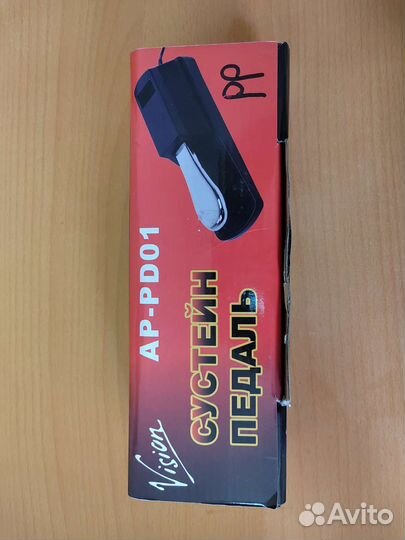 Vision
AP-PD01
СУСТЕЙН
ПЕДАЛЬ
PP
Avito